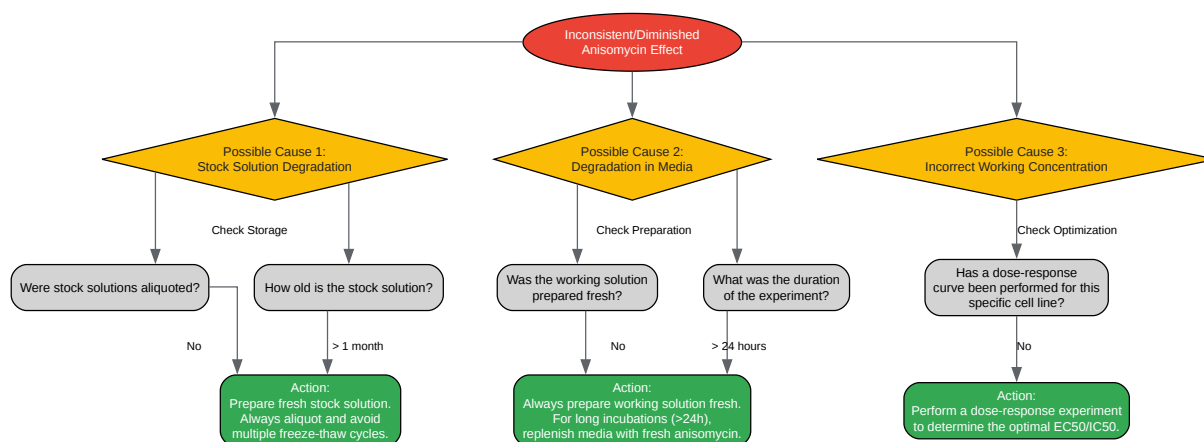 Inconsistent/Diminished
Anisomycin Effect
Possible Cause 1:
Stock Solution Degradation
Possible Cause 2:
Degradation in Media
Possible Cause 3:
Incorrect Working Concentration
Check Storage
Check Preparation
Check Optimization
Were stock solutions aliquoted?
How old is the stock solution?
Was the working solution
prepared fresh?
What was the duration
of the experiment?
Has a dose-response
curve been performed for this
specific cell line?
No
> 1 month
No
> 24 hours
No
Action:
Prepare fresh stock solution.
Always aliquot and avoid
multiple freeze-thaw cycles.
Action:
Always prepare working solution fresh.
For long incubations (>24h),
replenish media with fresh anisomycin.
Action:
Perform a dose-response experiment
to determine the optimal EC50/IC50.